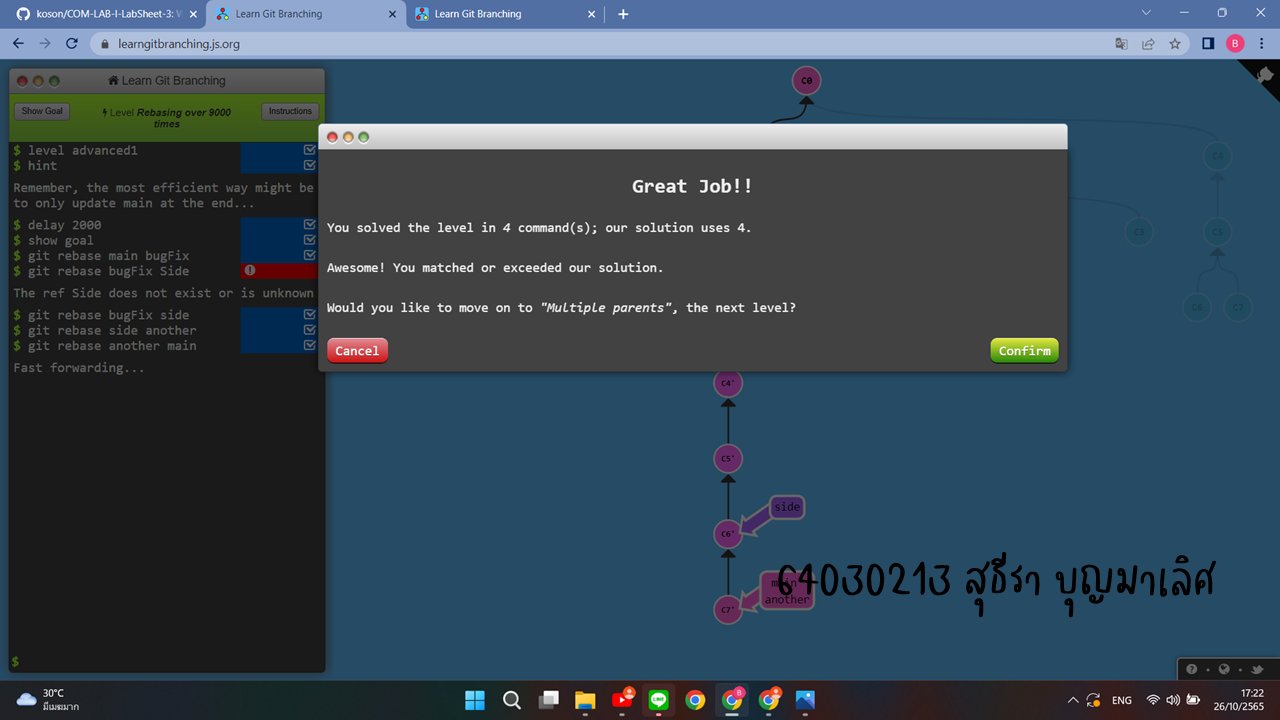 koson/COM-LAB-I-LabSheet-3: W
Learn Git Branching
Learn Git Branching
learngitbranching.js.org
B
Learn Git Branching
Show Goal
Level Rebasing over 9000 times
Instructions
$ level advanced1
$ hint
Remember, the most efficient way might be
to only update main at the end...
$ delay 2000
$ show goal
$ git rebase main bugFix
$ git rebase bugFix Side
The ref Side does not exist or is unknown
$ git rebase bugFix side
$ git rebase side another
$ git rebase another main
Fast forwarding...
$
Great Job!!
You solved the level in 4 command(s); our solution uses 4.
Awesome! You matched or exceeded our solution.
Would you like to move on to "Multiple parents", the next level?
Cancel
Confirm
C0
C4
C3
C5
C6
C7
C4'
C5'
side
C6'
main
another
C7'
64030213 สุธีรา บุญมาเลิศ
30°C
มีเมฆมาก
ENG
17:22
26/10/2565